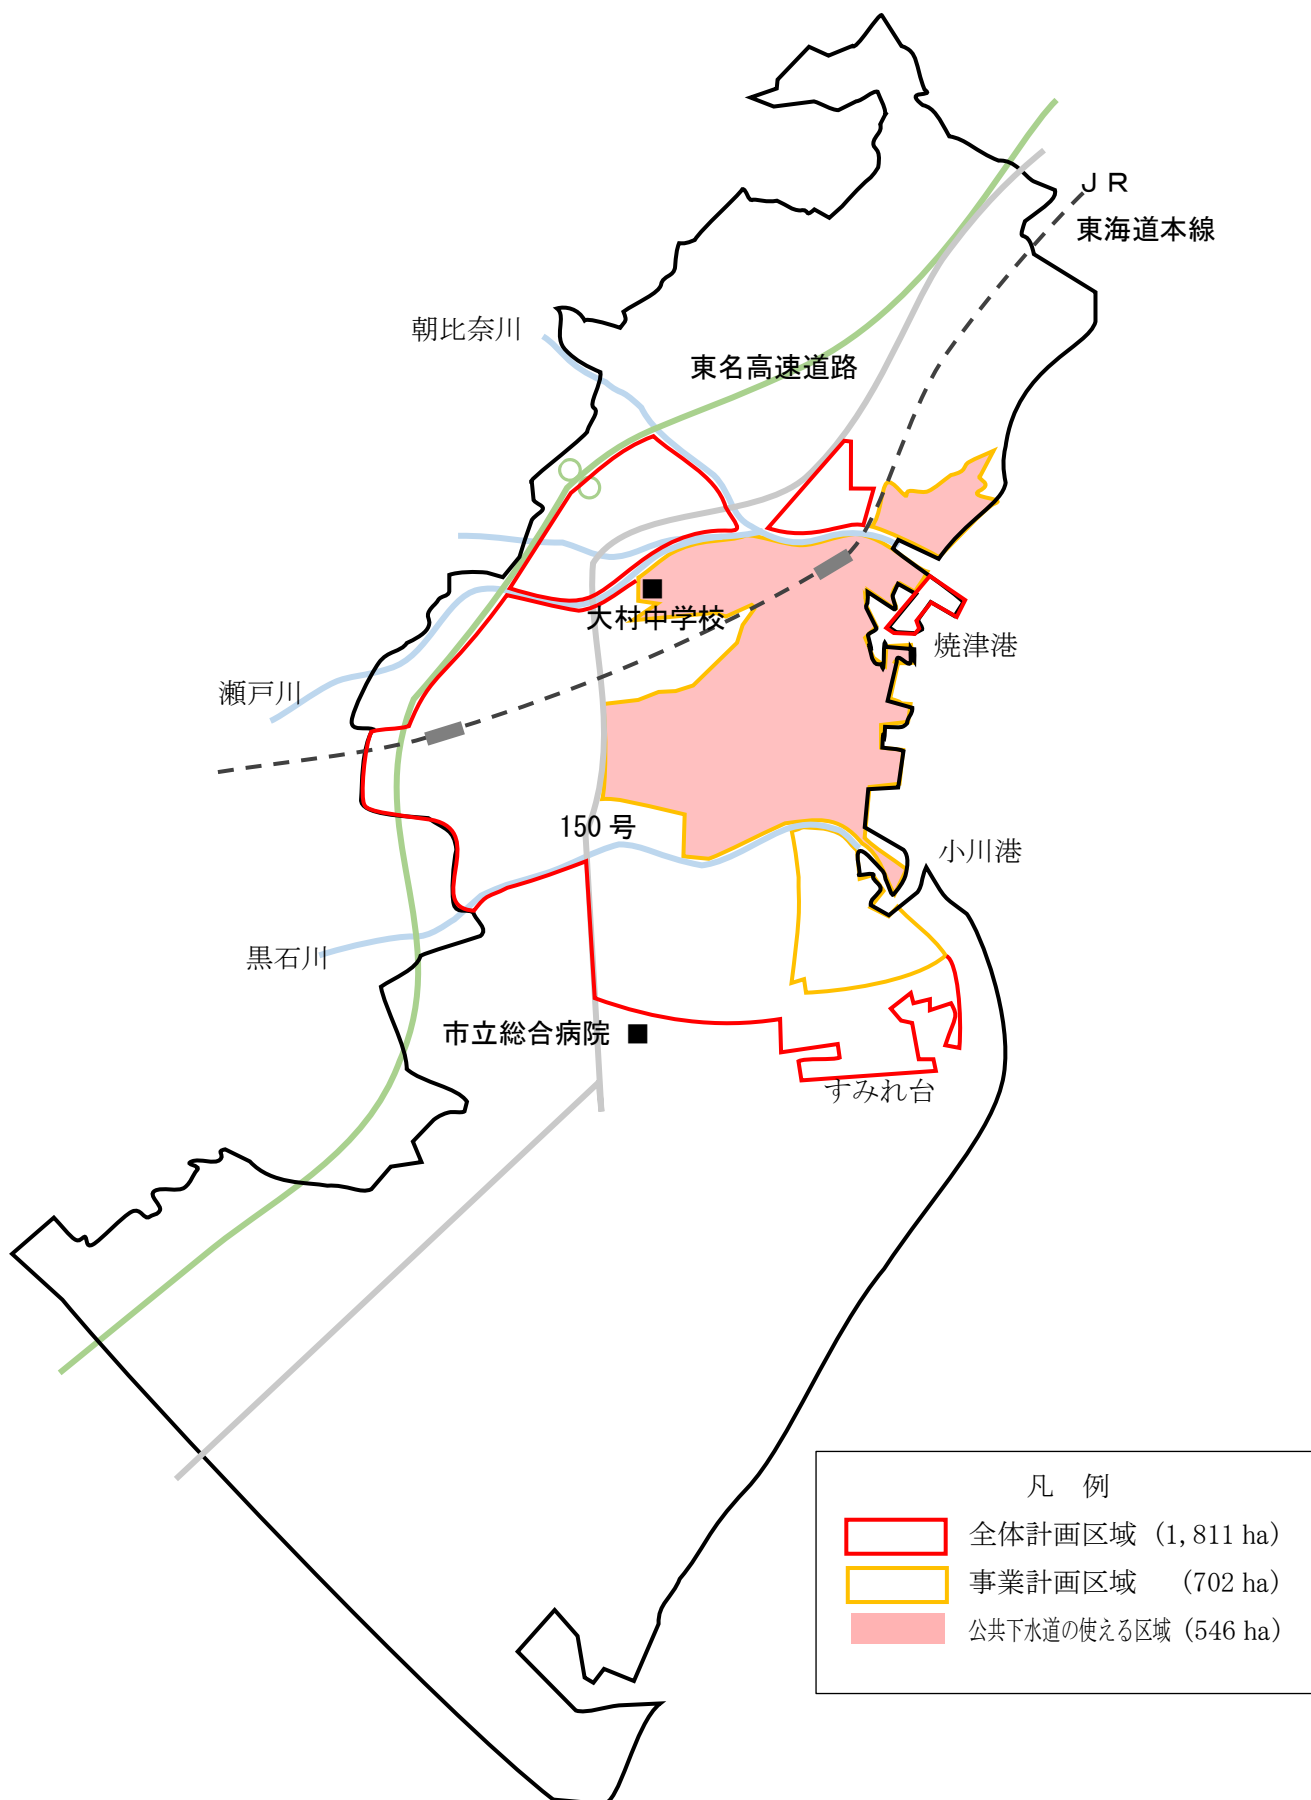 ＪＲ
東海道本線
朝比奈川
東名高速道路
大村中学校
焼津港
瀬戸川
150 号
小川港
黒石川
市立総合病院
すみれ台
凡　例
全体計画区域 (1,811 ha)
事業計画区域 (702 ha)
公共下水道の使える区域 (546 ha)